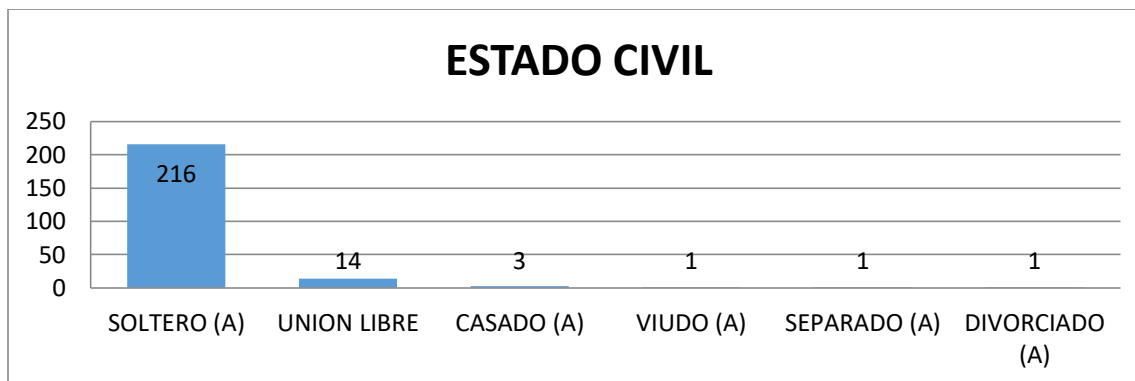 ESTADO CIVIL
250
200
150
100
50
0
216
14
3
1
1
1
SOLTERO (A)
UNION LIBRE
CASADO (A)
VIUDO (A)
SEPARADO (A)
DIVORCIADO
(A)